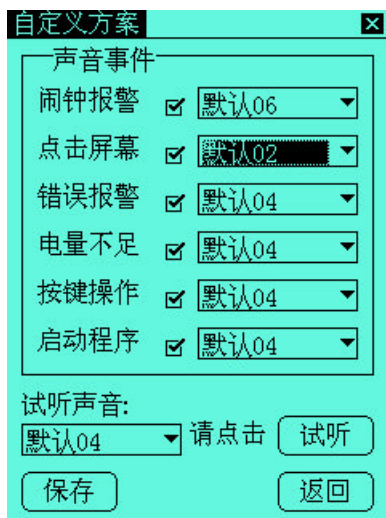 自定义方案
声音事件
闹钟报警 默认06
点击屏幕 默认02
错误报警 默认04
电量不足 默认04
按键操作 默认04
启动程序 默认04
试听声音:
默认04 请点击 试听
保存 返回